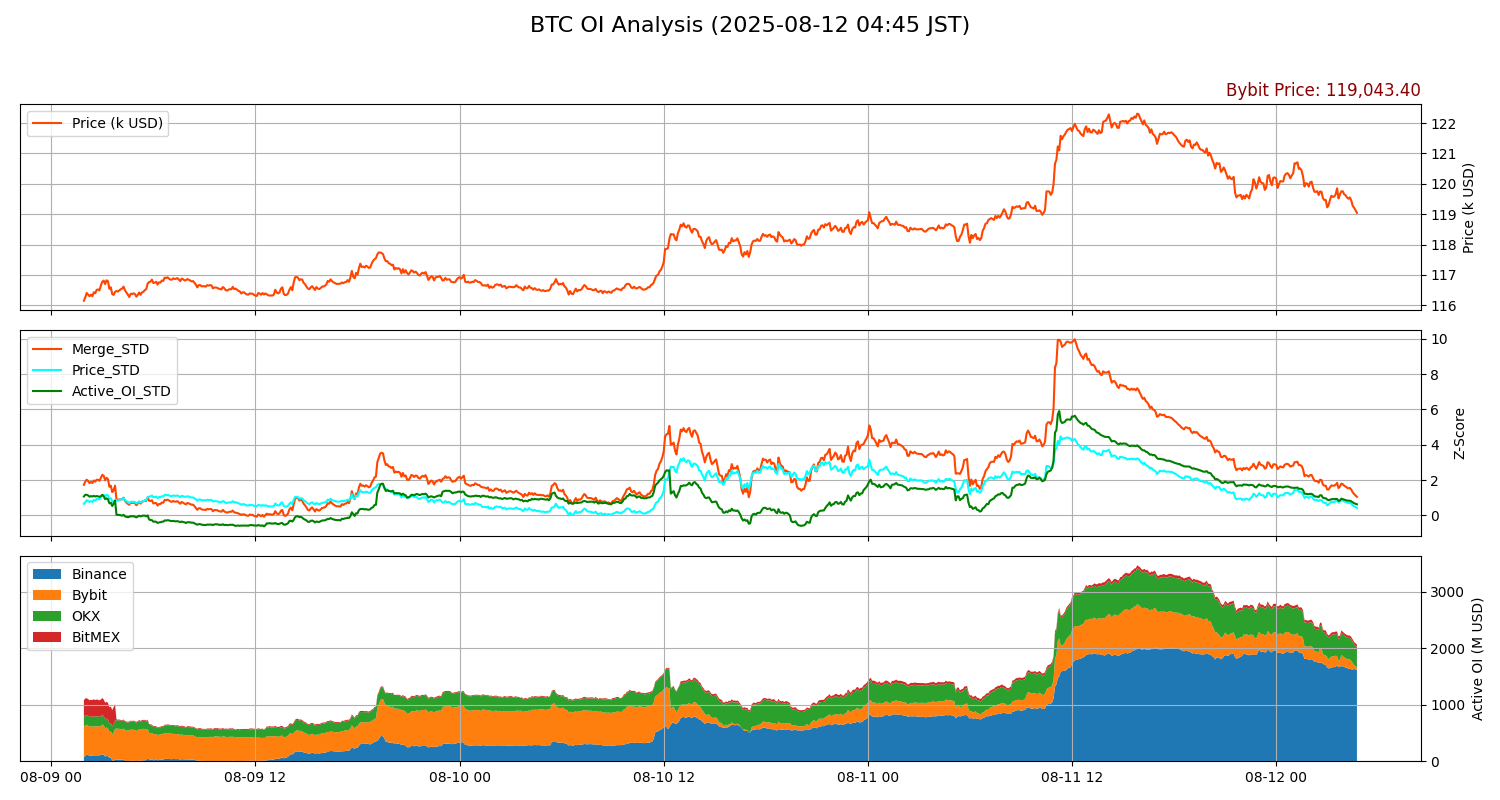 BTC OI Analysis (2025-08-12 04:45 JST)
Bybit Price: 119,043.40
Price (k USD)
122
121
120
119
118
117
116
Price (k USD)
Merge_STD
Price_STD
Active_OI_STD
10
8
6
4
2
0
Z-Score
Binance
Bybit
OKX
BitMEX
3000
2000
1000
0
Active OI (M USD)
08-09 00
08-09 12
08-10 00
08-10 12
08-11 00
08-11 12
08-12 00